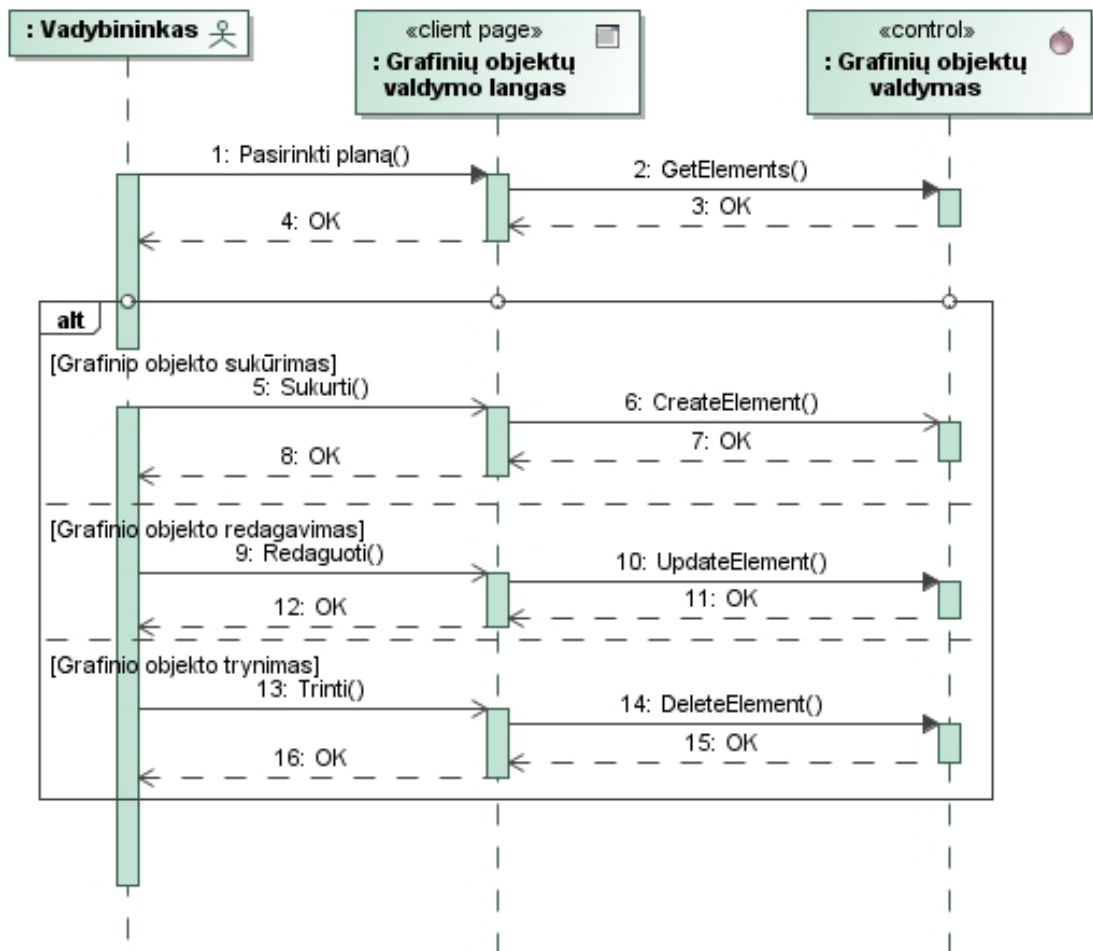 : Vadybininkas
«client page»
: Grafinių objektų
valdymo langas
«control»
: Grafinių objektų
valdymas
1: Pasirinkti planą()
2: GetElements()
3: OK
4: OK
alt
[Grafinio objekto sukūrimas]
5: Sukurti()
6: CreateElement()
7: OK
8: OK
[Grafinio objekto redagavimas]
9: Redaguoti()
10: UpdateElement()
11: OK
12: OK
[Grafinio objekto trynimas]
13: Trinti()
14: DeleteElement()
15: OK
16: OK